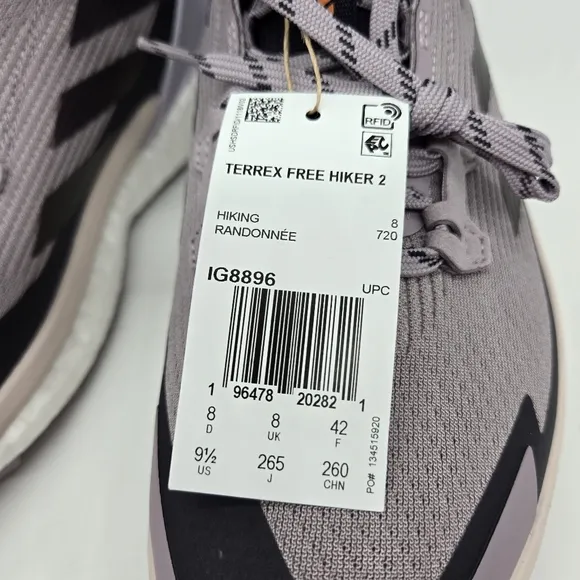 RFID
TERREX FREE HIKER 2
HIKING 8
RANDONNÉE 720
IG8896
UPC
1 96478 20282 1
8 8 42
D UK F
9½ 265 260
US J CHN
PO# 134515920